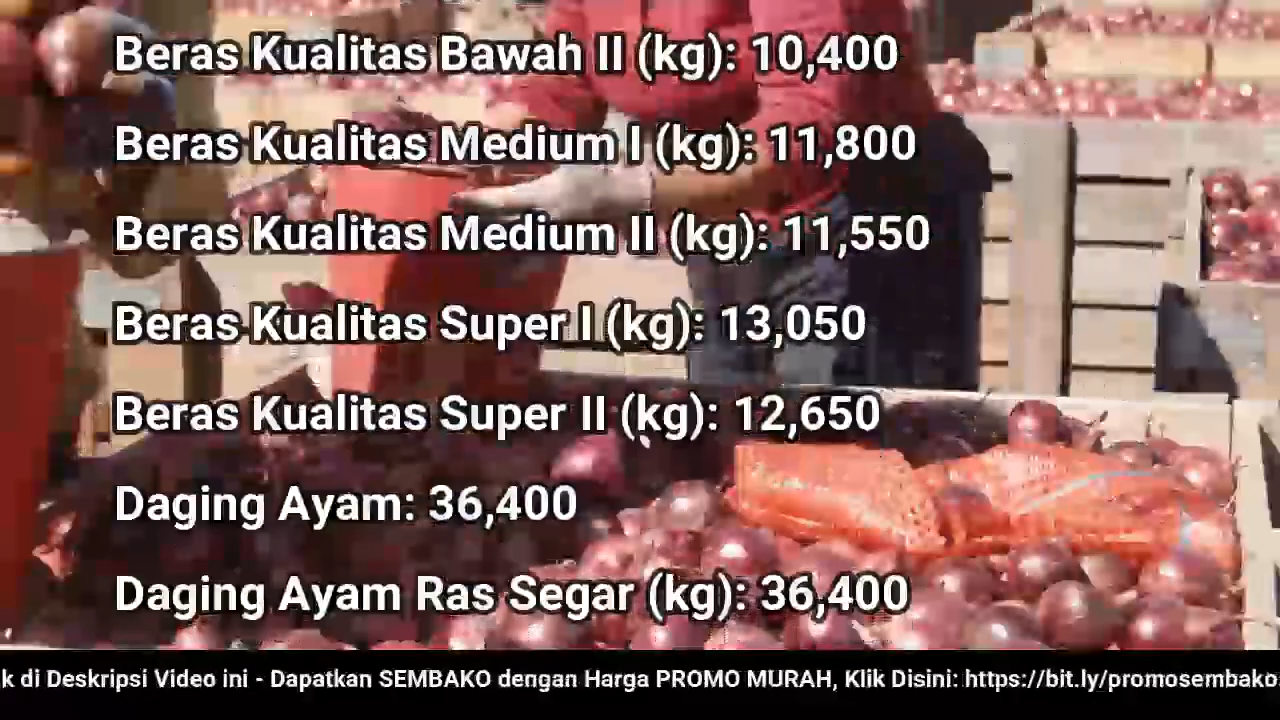 Beras Kualitas Bawah II (kg): 10,400
Beras Kualitas Medium I (kg): 11,800
Beras Kualitas Medium II (kg): 11,550
Beras Kualitas Super I (kg): 13,050
Beras Kualitas Super II (kg): 12,650
Daging Ayam: 36,400
Daging Ayam Ras Segar (kg): 36,400
k di Deskripsi Video ini - Dapatkan SEMBAKO dengan Harga PROMO MURAH, Klik Disini: https://bit.ly/promosembako